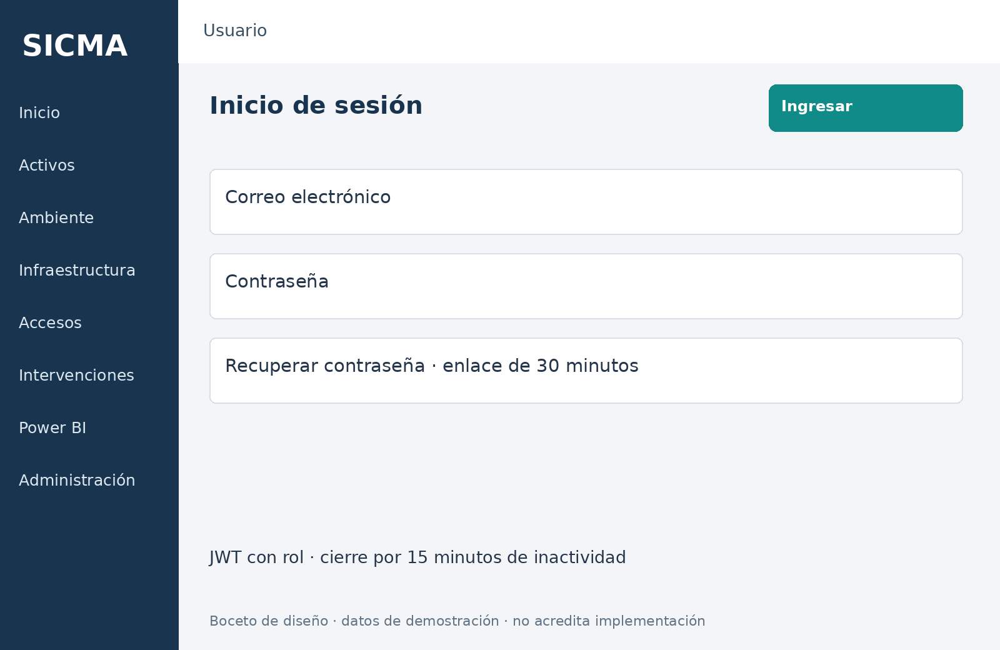 SICMA
Inicio
Activos
Ambiente
Infraestructura
Accesos
Intervenciones
Power BI
Administración
Usuario
Inicio de sesión
Ingresar
Correo electrónico
Contraseña
Recuperar contraseña · enlace de 30 minutos
JWT con rol · cierre por 15 minutos de inactividad
Boceto de diseño · datos de demostración · no acredita implementación